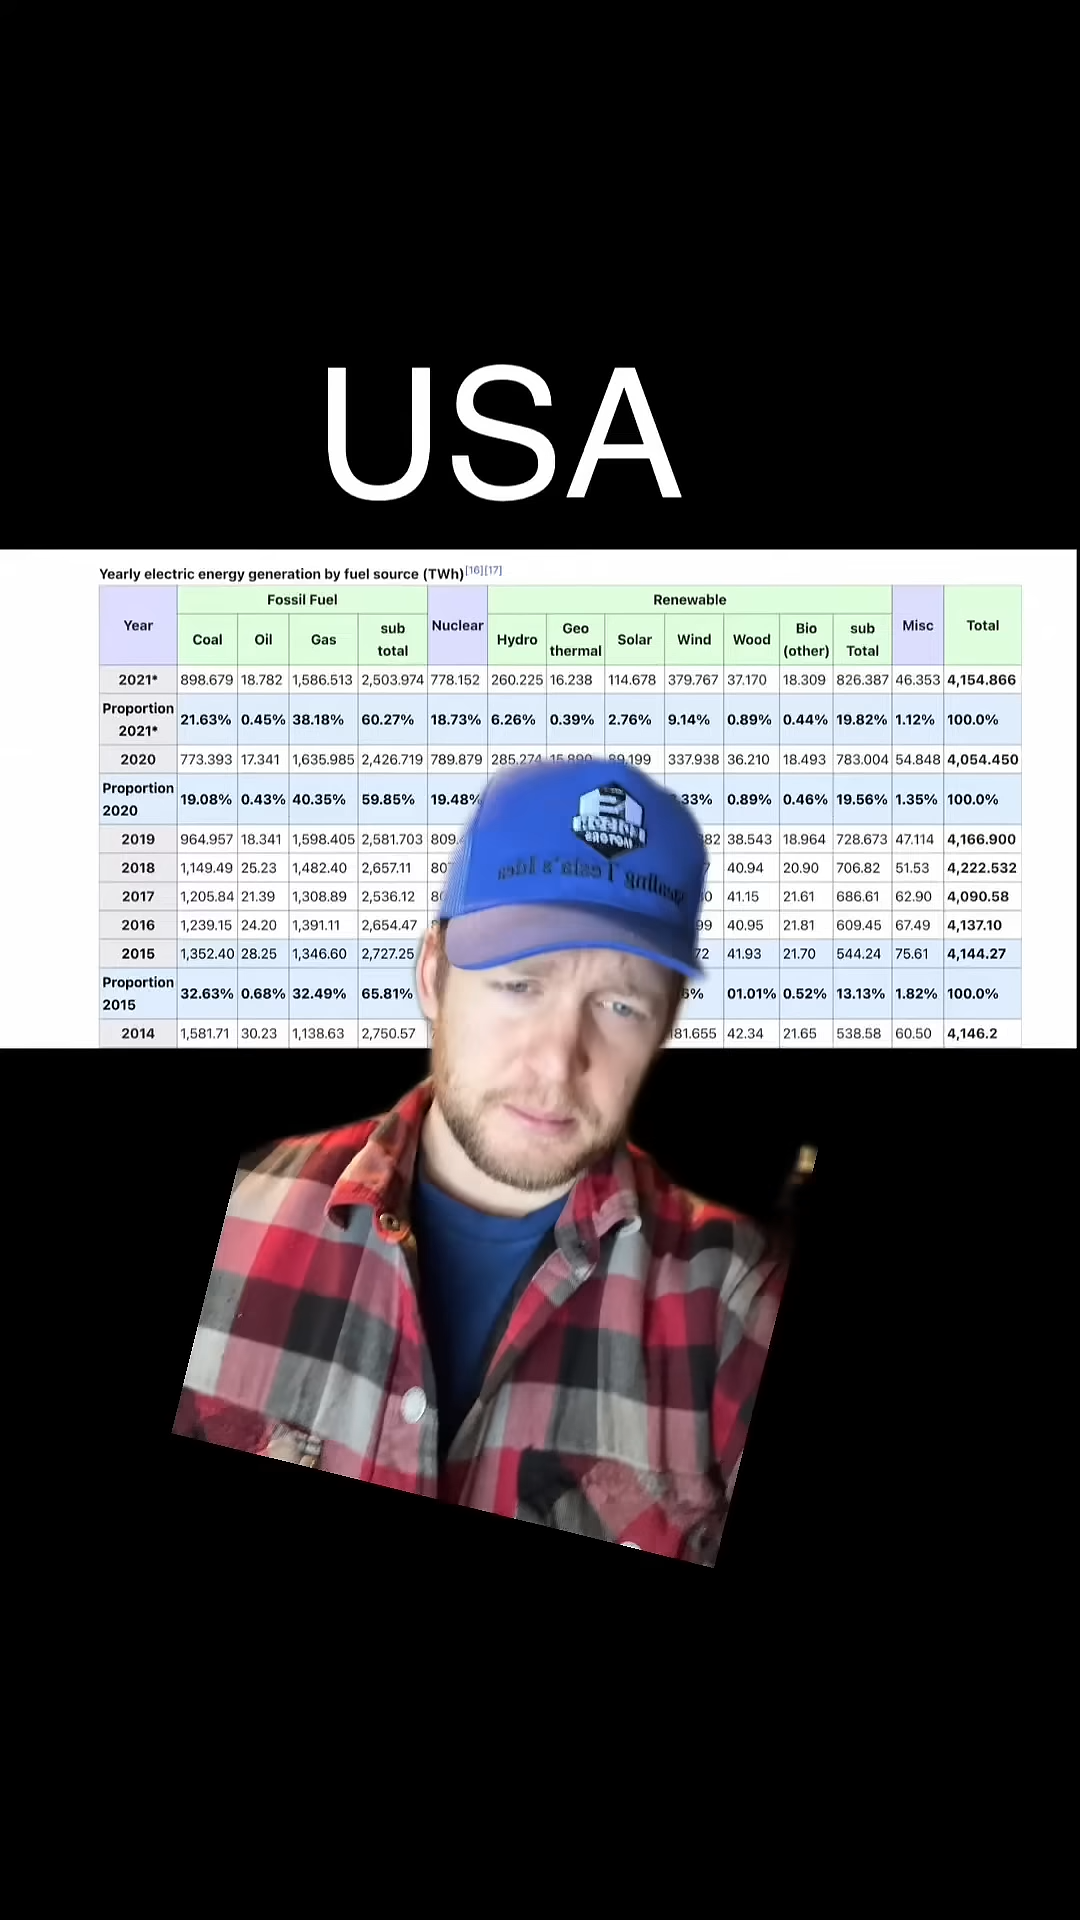 USA
Yearly electric energy generation by fuel source (TWh)[16][17]
Year Fossil Fuel Nuclear Renewable Misc Total
Coal Oil Gas sub total Hydro Geo thermal Solar Wind Wood Bio (other) sub Total
2021* 898.679 18.782 1,586.513 2,503.974 778.152 260.225 16.238 114.678 379.767 37.170 18.309 826.387 46.353 4,154.866
Proportion 2021* 21.63% 0.45% 38.18% 60.27% 18.73% 6.26% 0.39% 2.76% 9.14% 0.89% 0.44% 19.82% 1.12% 100.0%
2020 773.393 17.341 1,635.985 2,426.719 789.879 285.274 15.890 89.199 337.938 36.210 18.493 783.004 54.848 4,054.450
Proportion 2020 19.08% 0.43% 40.35% 59.85% 19.48% 0.89% 0.46% 19.56% 1.35% 100.0%
2019 964.957 18.341 1,598.405 2,581.703 38.543 18.964 728.673 47.114 4,166.900
2018 1,149.49 25.23 1,482.40 2,657.11 40.94 20.90 706.82 51.53 4,222.532
2017 1,205.84 21.39 1,308.89 2,536.12 41.15 21.61 686.61 62.90 4,090.58
2016 1,239.15 24.20 1,391.11 2,654.47 40.95 21.81 609.45 67.49 4,137.10
2015 1,352.40 28.25 1,346.60 2,727.25 41.93 21.70 544.24 75.61 4,144.27
Proportion 2015 32.63% 0.68% 32.49% 65.81% 01.01% 0.52% 13.13% 1.82% 100.0%
2014 1,581.71 30.23 1,138.63 2,750.57 181.655 42.34 21.65 538.58 60.50 4,146.2
Tesla's Idea